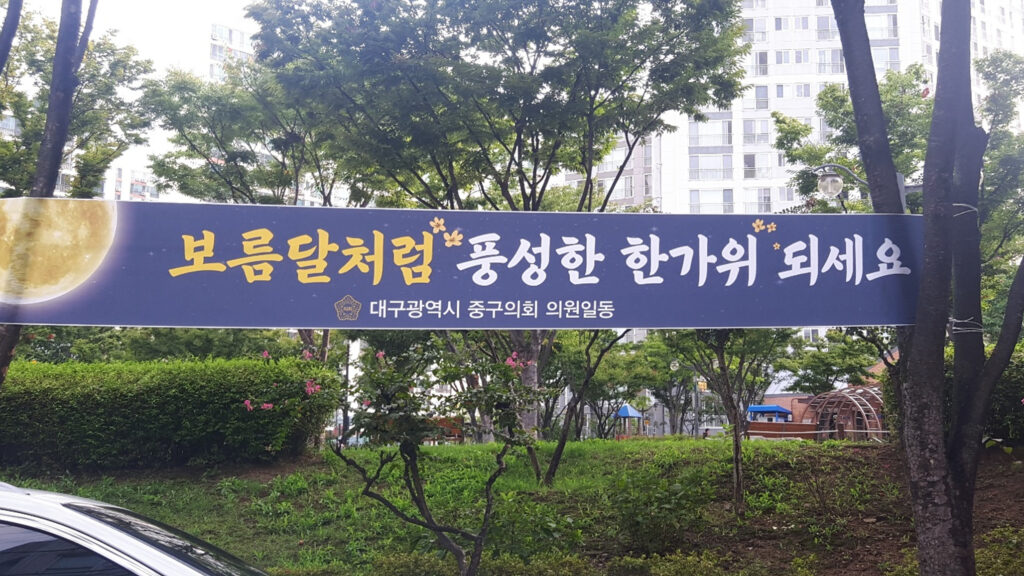 보름달처럼 풍성한 한가위 되세요
대구광역시 중구의회 의원일동